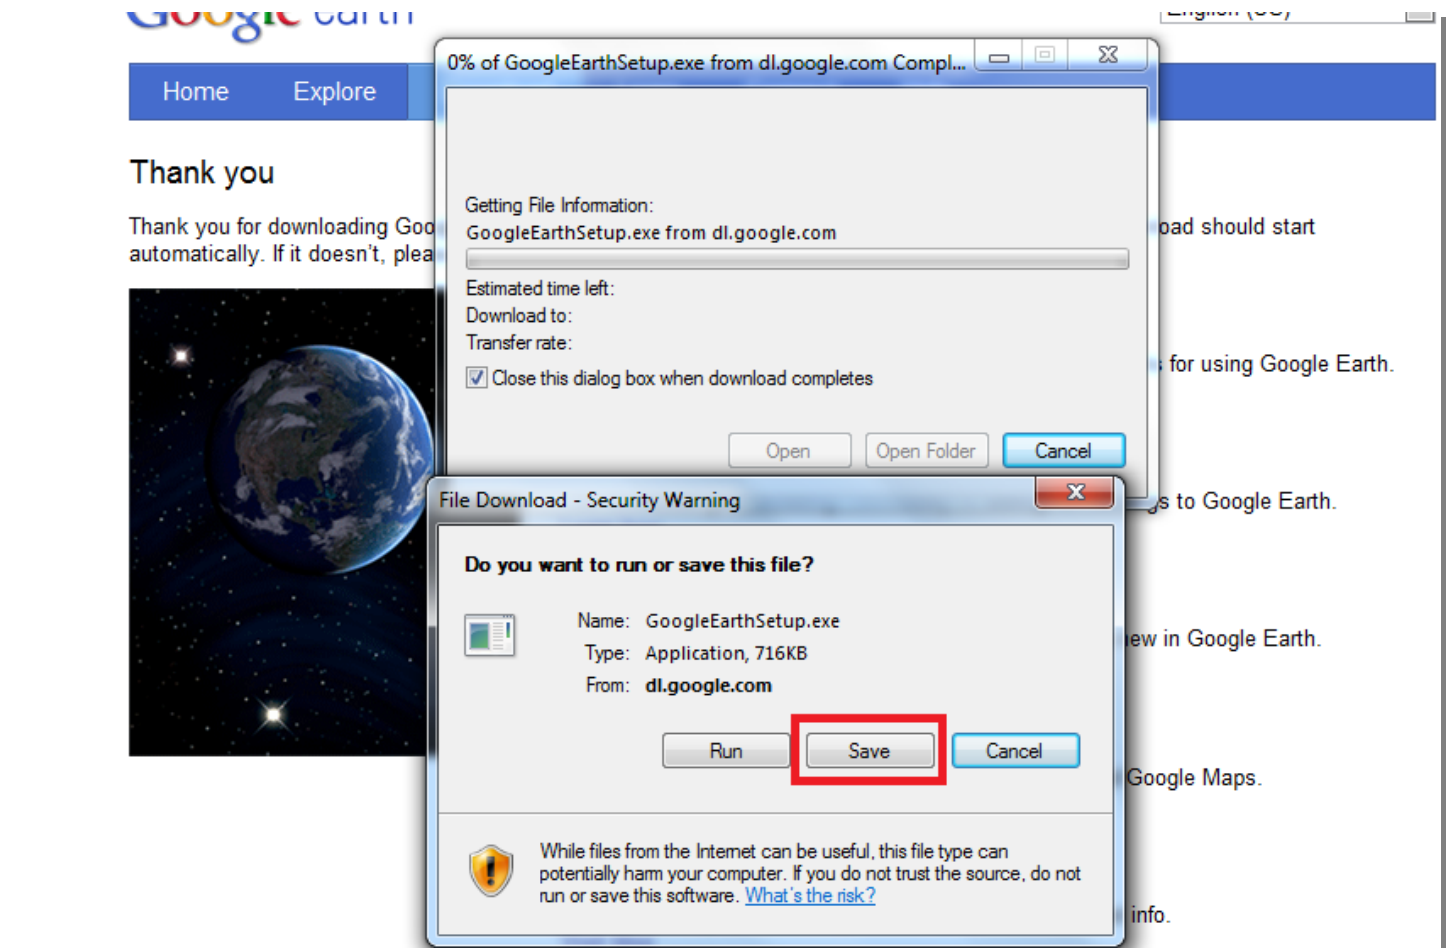 Google earth
English (US)
Home Explore
Thank you
Thank you for downloading Goo
oad should start
automatically. If it doesn't, plea
for using Google Earth.
gs to Google Earth.
new in Google Earth.
Google Maps.
info.
0% of GoogleEarthSetup.exe from dl.google.com Compl...
Getting File Information:
GoogleEarthSetup.exe from dl.google.com
Estimated time left:
Download to:
Transfer rate:
Close this dialog box when download completes
Open Open Folder Cancel
File Download - Security Warning
Do you want to run or save this file?
Name: GoogleEarthSetup.exe
Type: Application, 716KB
From: dl.google.com
Run Save Cancel
While files from the Internet can be useful, this file type can
potentially harm your computer. If you do not trust the source, do not
run or save this software. What's the risk?